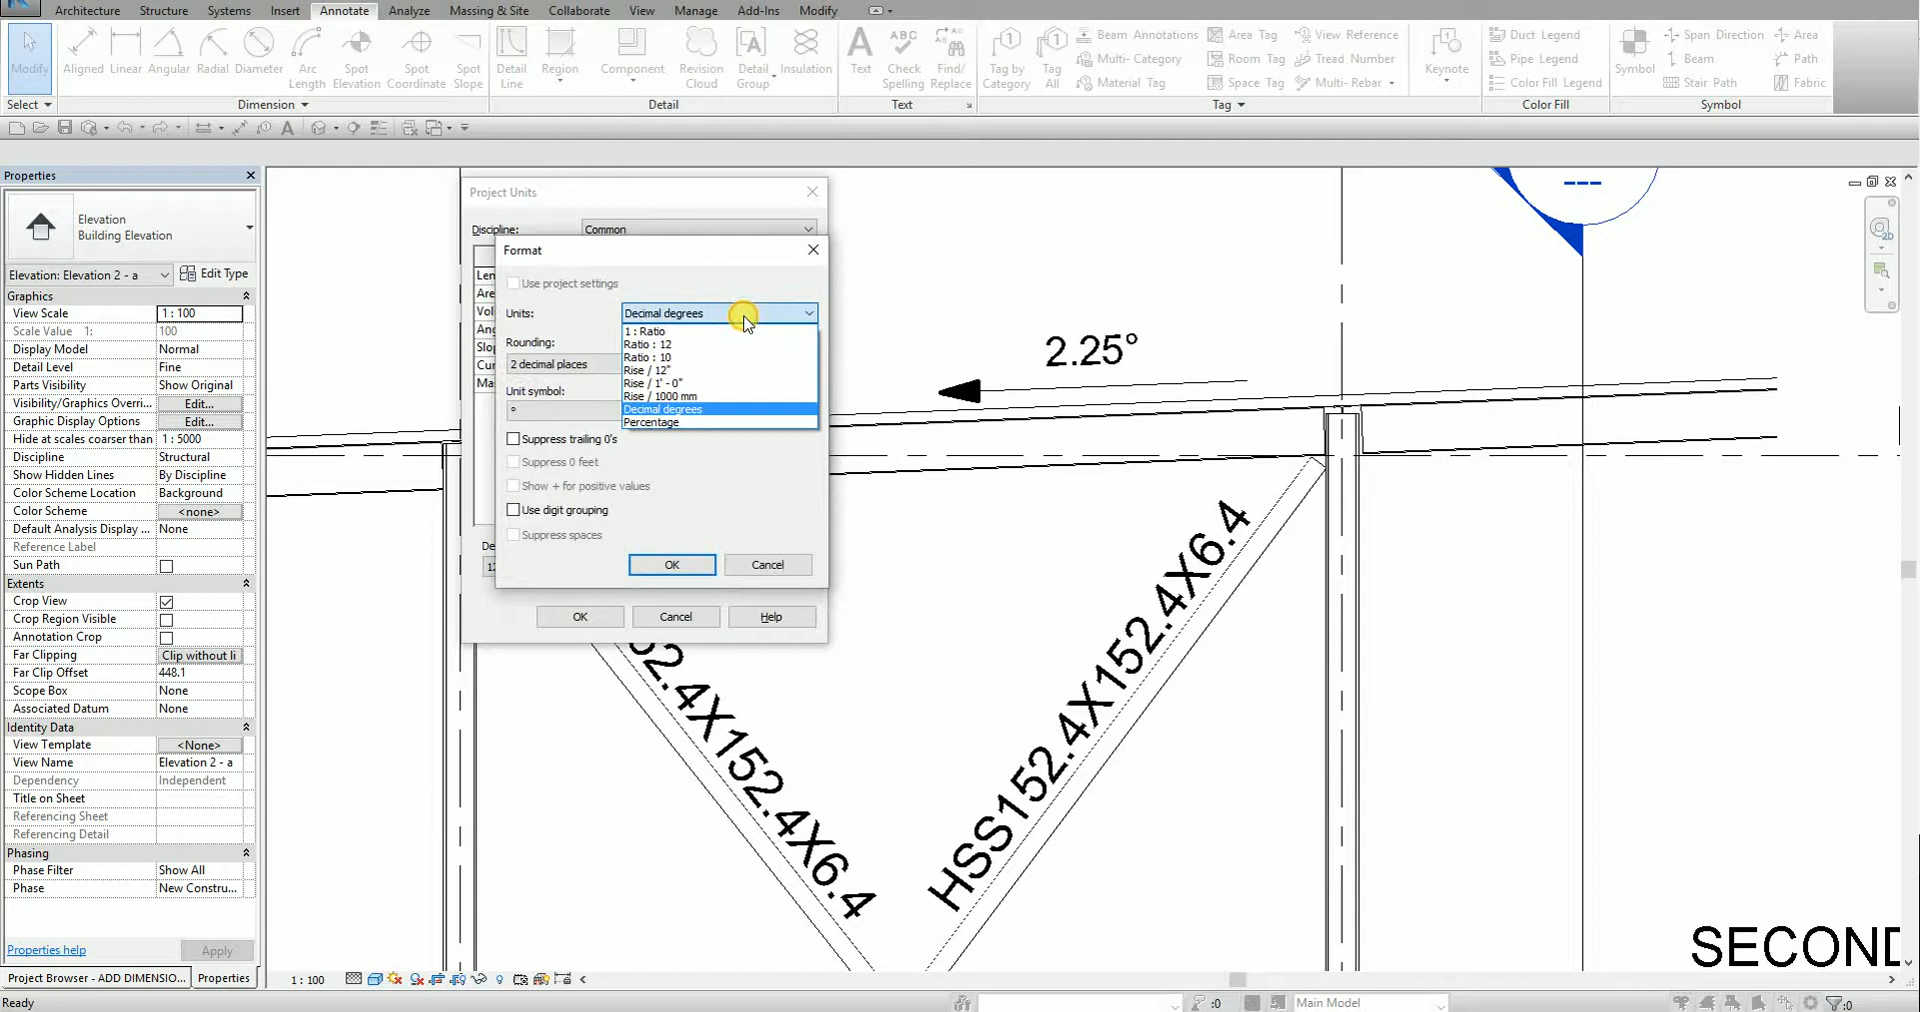 Architecture Structure Systems Insert Annotate Analyze Massing & Site Collaborate View Manage Add-Ins Modify
Modify Aligned Linear Angular Radial Diameter Arc Length Spot Elevation Spot Coordinate Spot Slope Detail Line Region Component Revision Cloud Detail Group Insulation Text Check Spelling Find/ Replace Tag by Category Tag All Keynote Symbol
Beam Annotations Area Tag View Reference Duct Legend Span Direction Area
Multi-Category Room Tag Tread Number Pipe Legend Beam Path
Material Tag Space Tag Multi-Rebar Color Fill Legend Stair Path Fabric
Select Dimension Detail Text Tag Color Fill Symbol
Properties
Elevation
Building Elevation
Elevation: Elevation 2 - a Edit Type
Graphics
View Scale 1 : 100
Scale Value 1: 100
Display Model Normal
Detail Level Fine
Parts Visibility Show Original
Visibility/Graphics Overri... Edit...
Graphic Display Options Edit...
Hide at scales coarser than 1 : 5000
Discipline Structural
Show Hidden Lines By Discipline
Color Scheme Location Background
Color Scheme <none>
Default Analysis Display ... None
Reference Label
Sun Path
Extents
Crop View
Crop Region Visible
Annotation Crop
Far Clipping Clip without li
Far Clip Offset 448.1
Scope Box None
Associated Datum None
Identity Data
View Template <None>
View Name Elevation 2 - a
Dependency Independent
Title on Sheet
Referencing Sheet
Referencing Detail
Phasing
Phase Filter Show All
Phase New Constru...
Properties help Apply
Project Browser - ADD DIMENSIO... Properties
Project Units
Discipline: Common
Len
Are
Vol
Ang
Slop
Cur
Mas
De
12
OK Cancel Help
Format
Use project settings
Units: Decimal degrees
1 : Ratio
Ratio : 12
Ratio : 10
Rise / 12"
Rise / 1' - 0"
Rise / 1000 mm
Decimal degrees
Percentage
Rounding:
2 decimal places
Unit symbol:
°
Suppress trailing 0's
Suppress 0 feet
Show + for positive values
Use digit grouping
Suppress spaces
OK Cancel
2.25°
---
2D
52.4X152.4X6.4
HSS152.4X152.4X6.4
SECOND
1 : 100
Ready :0 Main Model :0